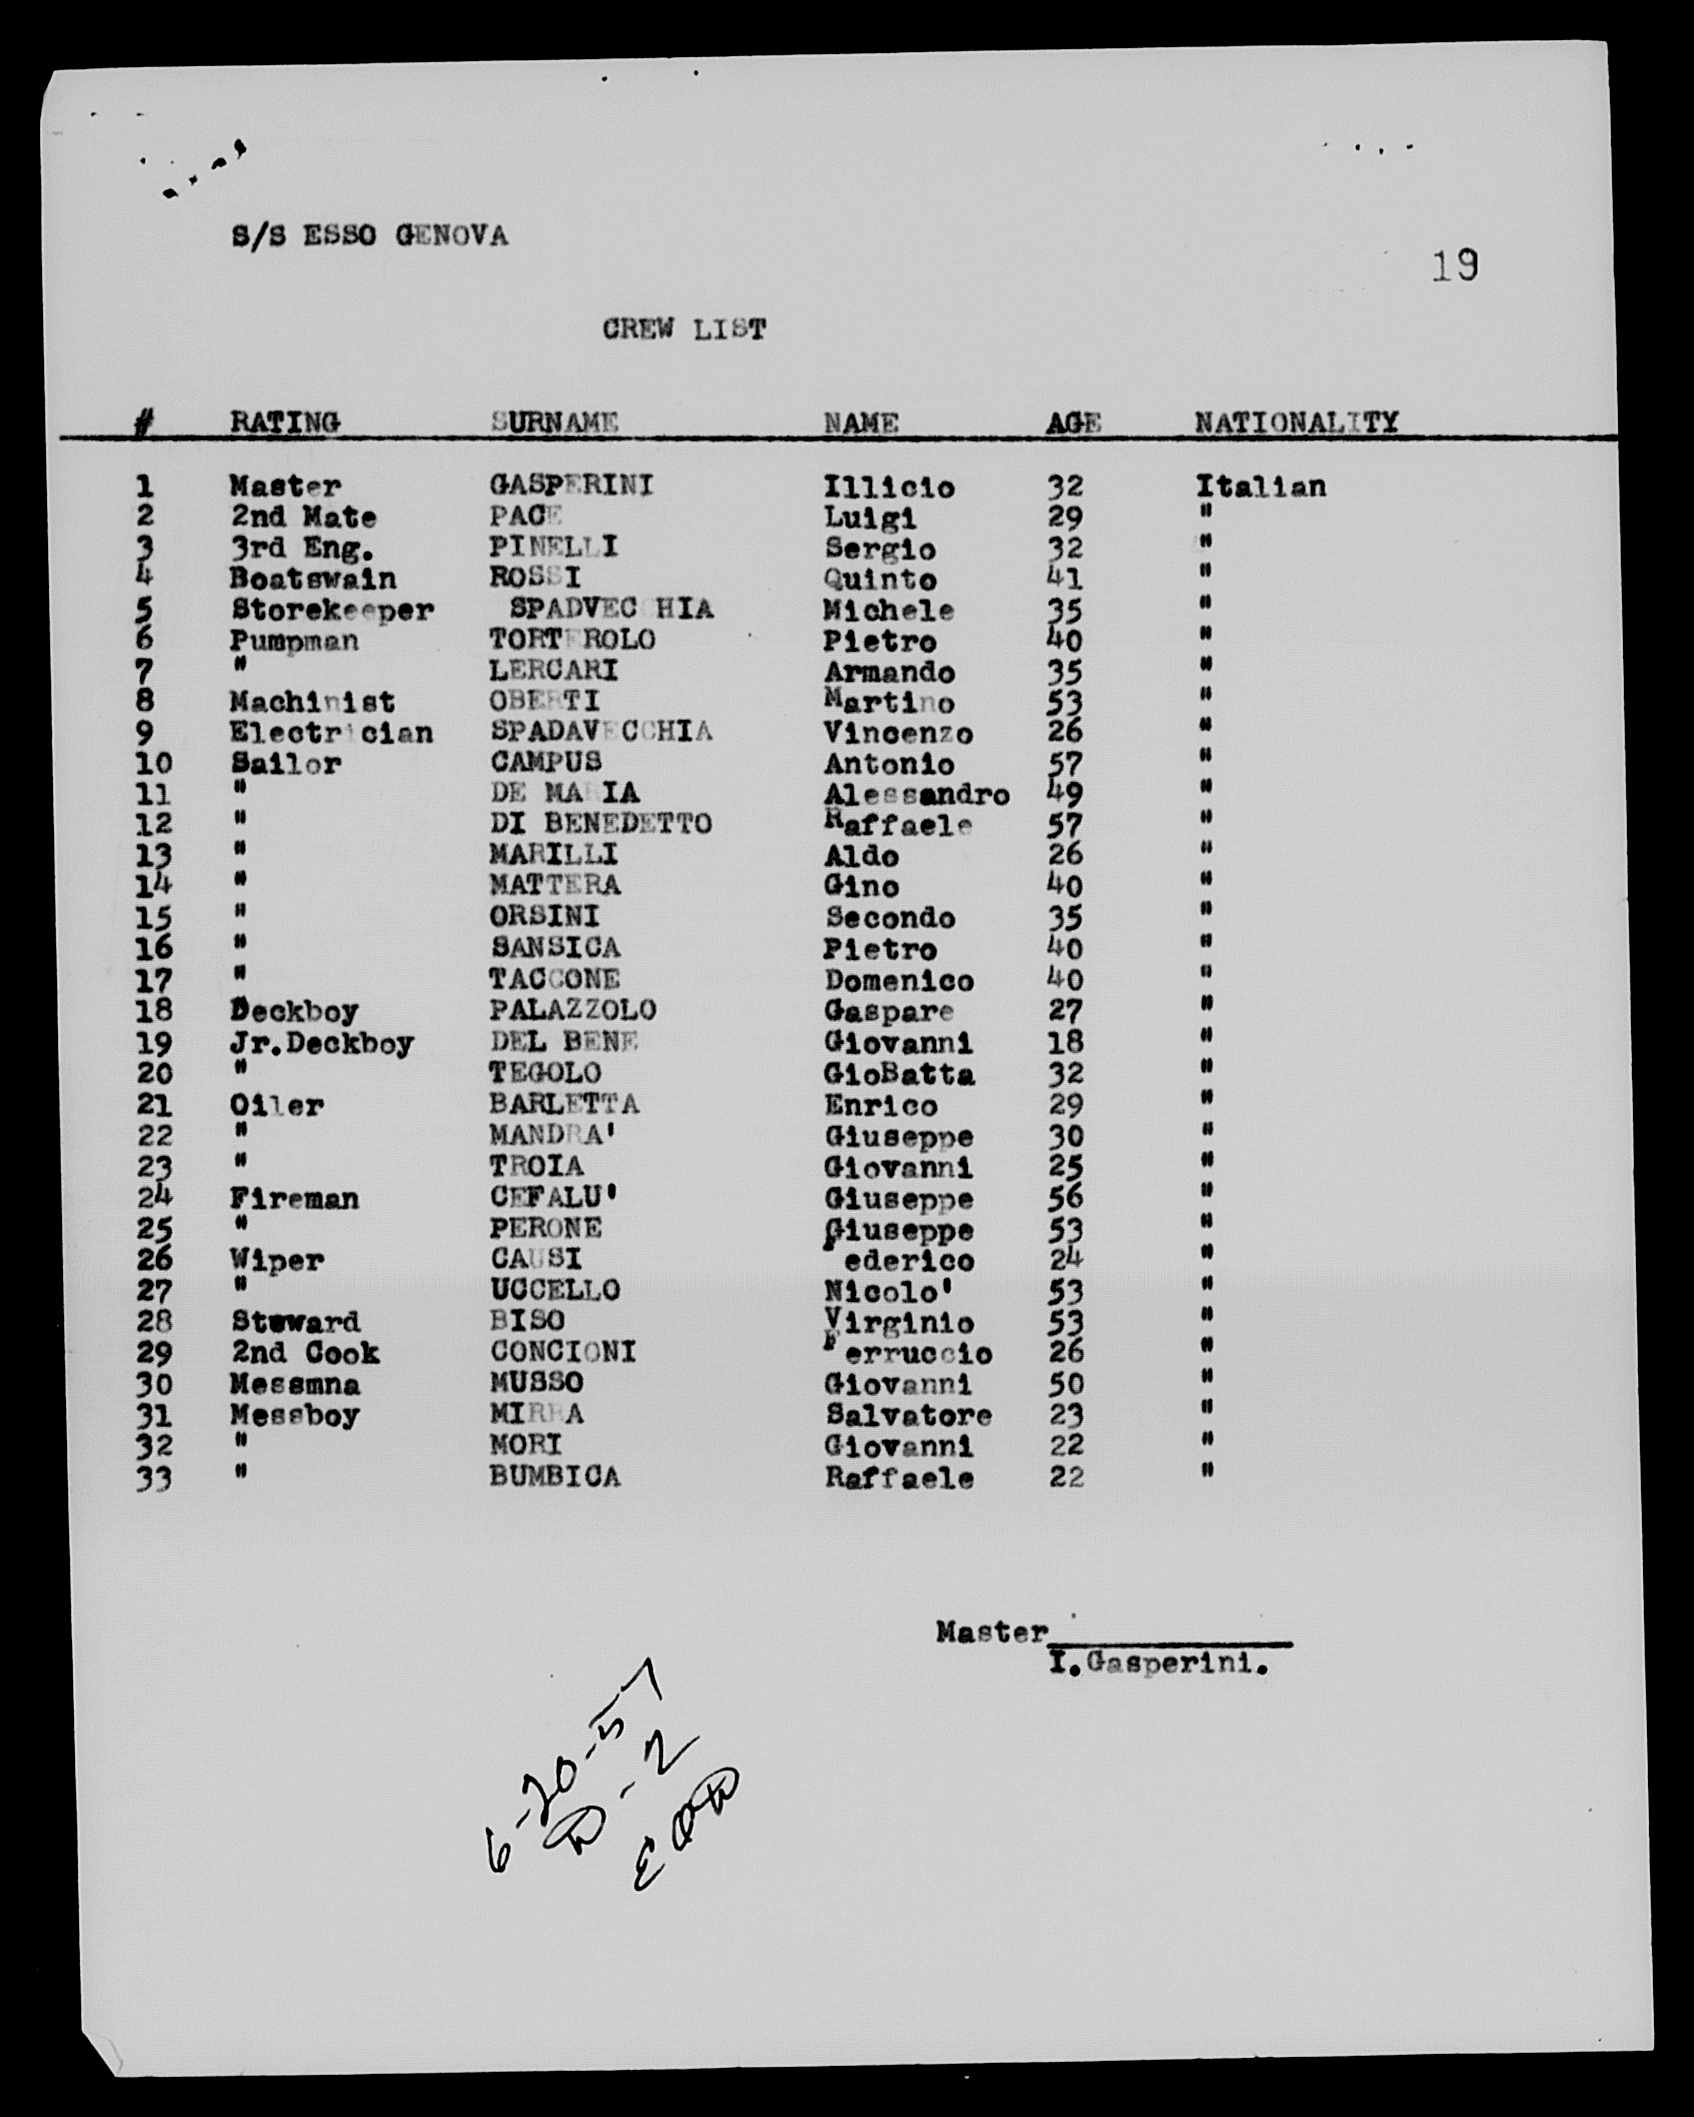 S/S ESSO GENOVA
19
CREW LIST
# RATING SURNAME NAME AGE NATIONALITY
1 Master GASPERINI Illicio 32 Italian
2 2nd Mate PACE Luigi 29 "
3 3rd Eng. PINELLI Sergio 32 "
4 Boatswain ROSSI Quinto 41 "
5 Storekeeper SPADVECCHIA Michele 35 "
6 Pumpman TORTEROLO Pietro 40 "
7 " LERCARI Armando 35 "
8 Machinist OBERTI Martino 53 "
9 Electrician SPADAVECCHIA Vincenzo 26 "
10 Sailor CAMPUS Antonio 57 "
11 " DE MARIA Alessandro 49 "
12 " DI BENEDETTO Raffaele 57 "
13 " MARILLI Aldo 26 "
14 " MATTERA Gino 40 "
15 " ORSINI Secondo 35 "
16 " SANSICA Pietro 40 "
17 " TACCONE Domenico 40 "
18 Deckboy PALAZZOLO Gaspare 27 "
19 Jr.Deckboy DEL BENE Giovanni 18 "
20 " TEGOLO GioBatta 32 "
21 Oiler BARLETTA Enrico 29 "
22 " MANDRA' Giuseppe 30 "
23 " TROIA Giovanni 25 "
24 Fireman CEFALU' Giuseppe 56 "
25 " PERONE Giuseppe 53 "
26 Wiper CAUSI Federico 24 "
27 " UCCELLO Nicolo' 53 "
28 Steward BISO Virginio 53 "
29 2nd Cook CONCIONI Ferruccio 26 "
30 Messmna MUSSO Giovanni 50 "
31 Messboy MIRRA Salvatore 23 "
32 " MORI Giovanni 22 "
33 " BUMBICA Raffaele 22 "
Master
I.Gasperini.
6-20-57
D-2